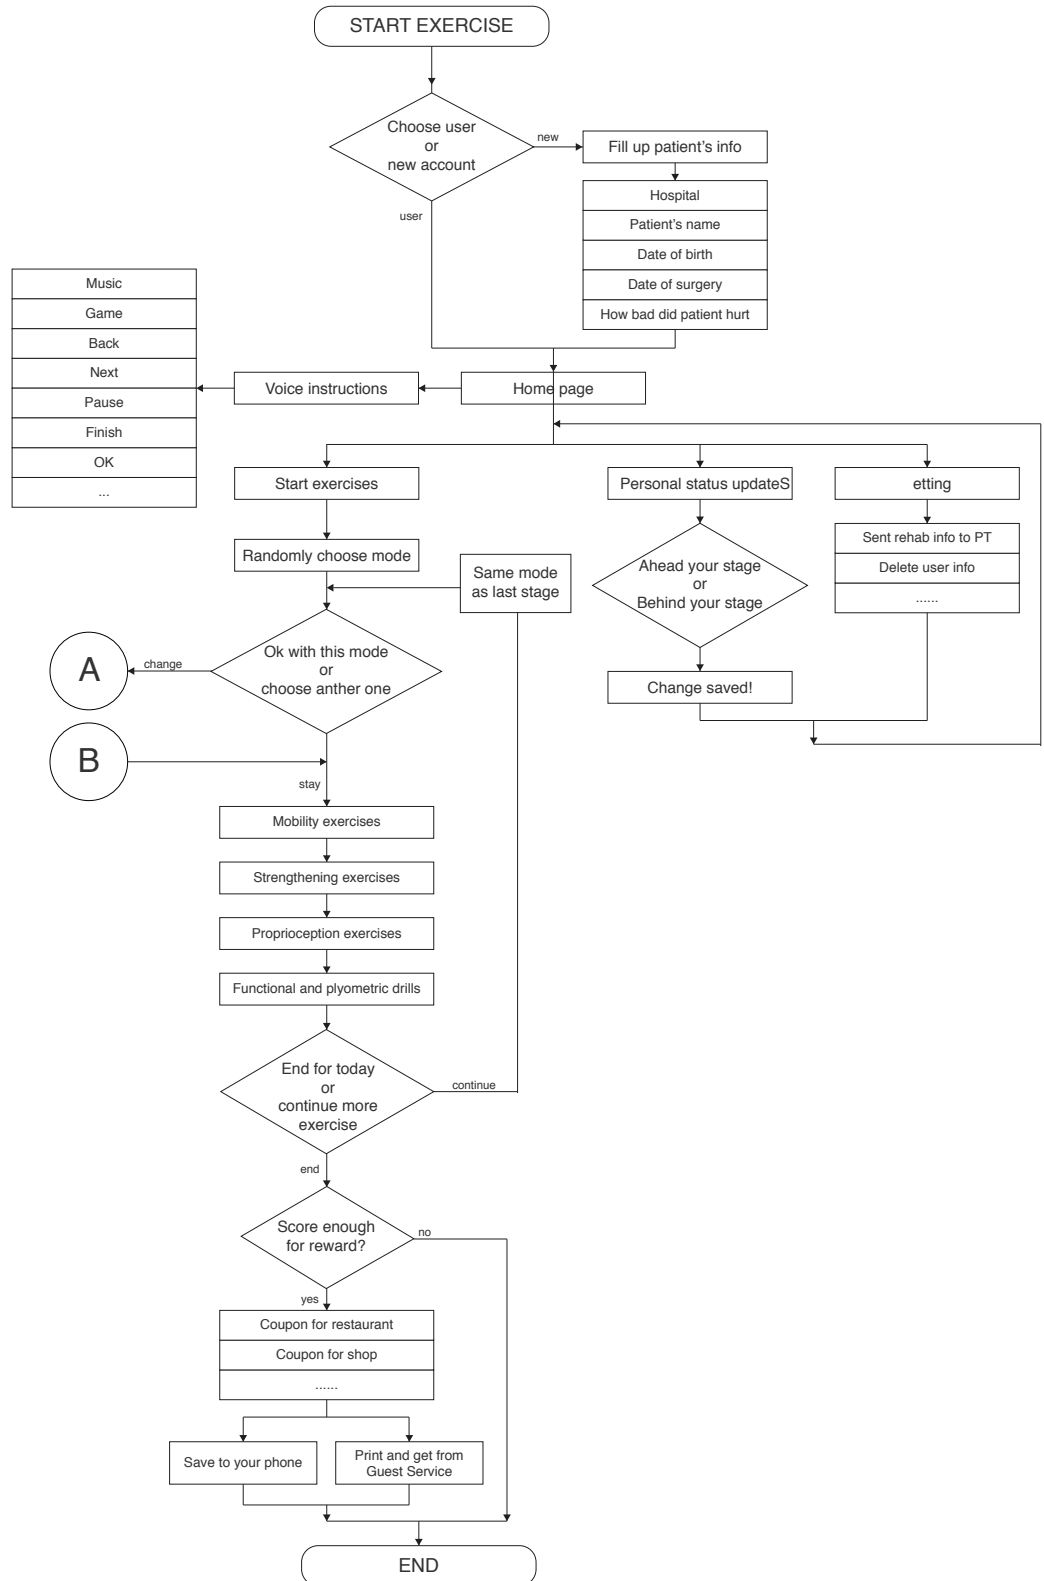 START EXERCISE
Choose user
or
new account
new
Fill up patient's info
Hospital
Patient's name
Date of birth
Date of surgery
How bad did patient hurt
user
Music
Game
Back
Next
Pause
Finish
OK
...
Voice instructions
Home page
Start exercises
Personal status updateS
etting
Randomly choose mode
Same mode
as last stage
Ahead your stage
or
Behind your stage
Sent rehab info to PT
Delete user info
......
Ok with this mode
or
choose anther one
change
A
Change saved!
B
stay
Mobility exercises
Strengthening exercises
Proprioception exercises
Functional and plyometric drills
End for today
or
continue more
exercise
continue
end
Score enough
for reward?
no
yes
Coupon for restaurant
Coupon for shop
......
Save to your phone
Print and get from
Guest Service
END